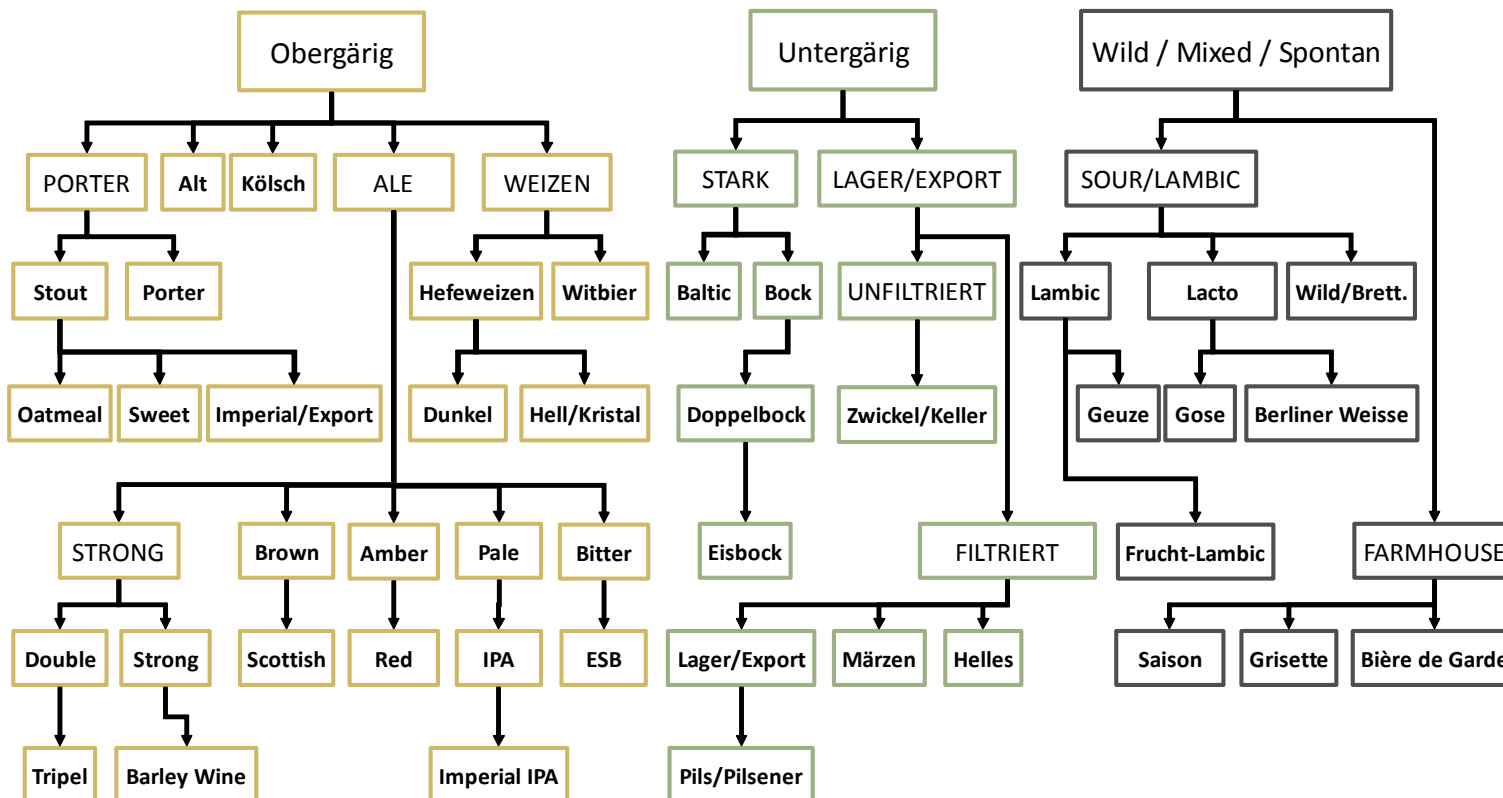 Obergärig
Untergärig
Wild / Mixed / Spontan
PORTER
Alt
Kölsch
ALE
WEIZEN
STARK
LAGER/EXPORT
SOUR/LAMBIC
Stout
Porter
Hefeweizen
Witbier
Baltic
Bock
UNFILTRIERT
Lambic
Lacto
Wild/Brett.
Oatmeal
Sweet
Imperial/Export
Dunkel
Hell/Kristal
Doppelbock
Zwickel/Keller
Geuze
Gose
Berliner Weisse
STRONG
Brown
Amber
Pale
Bitter
Eisbock
FILTRIERT
Frucht-Lambic
FARMHOUSE
Double
Strong
Scottish
Red
IPA
ESB
Lager/Export
Märzen
Helles
Saison
Grisette
Bière de Garde
Tripel
Barley Wine
Imperial IPA
Pils/Pilsener